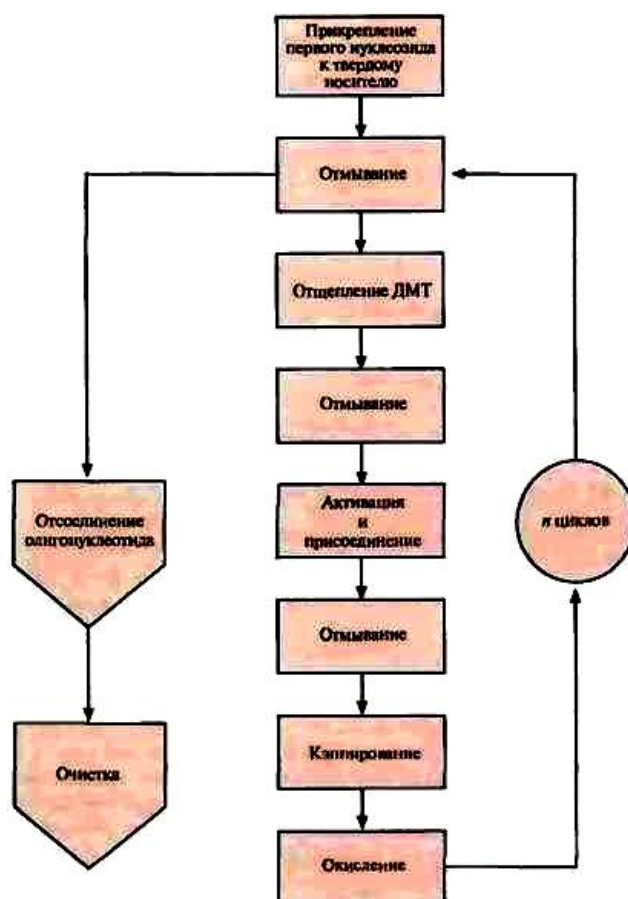 Прикрепление
первого нуклеозида
к твердому
носителю
Отмывание
Отщепление ДМТ
Отмывание
Активация
и
присоединение
Отсоединение
олигонуклеотида
n циклов
Отмывание
Кэппирование
Очистка
Окисление